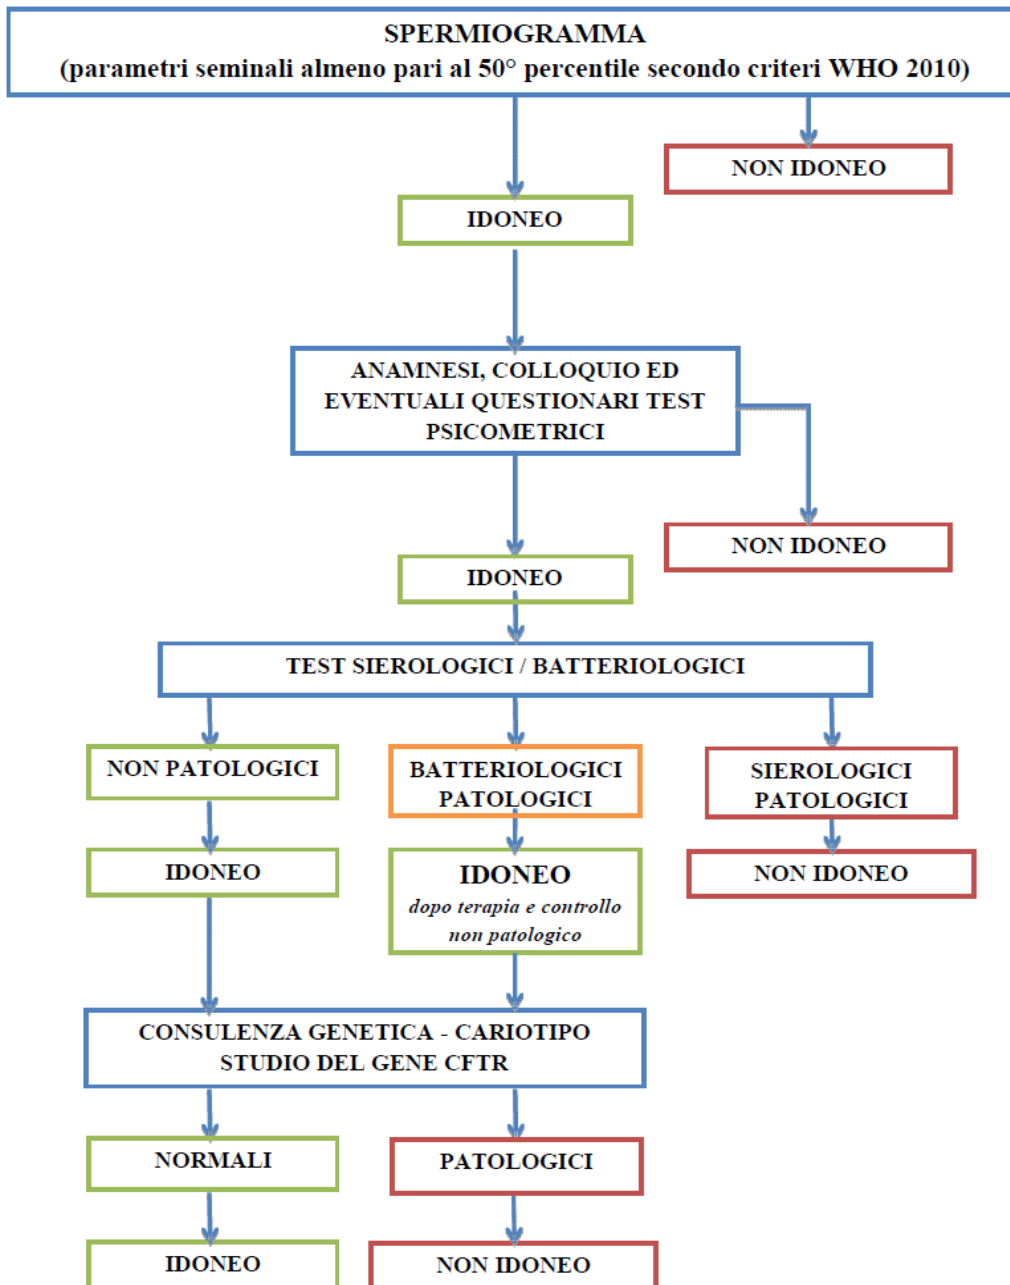 SPERMIOGRAMMA
(parametri seminali almeno pari al 50° percentile secondo criteri WHO 2010)
NON IDONEO
IDONEO
ANAMNESI, COLLOQUIO ED
EVENTUALI QUESTIONARI TEST
PSICOMETRICI
NON IDONEO
IDONEO
TEST SIEROLOGICI / BATTERIOLOGICI
NON PATOLOGICI
BATTERIOLOGICI
PATOLOGICI
SIEROLOGICI
PATOLOGICI
IDONEO
IDONEO
dopo terapia e controllo
non patologico
NON IDONEO
CONSULENZA GENETICA - CARIOTIPO
STUDIO DEL GENE CFTR
NORMALI
PATOLOGICI
IDONEO
NON IDONEO